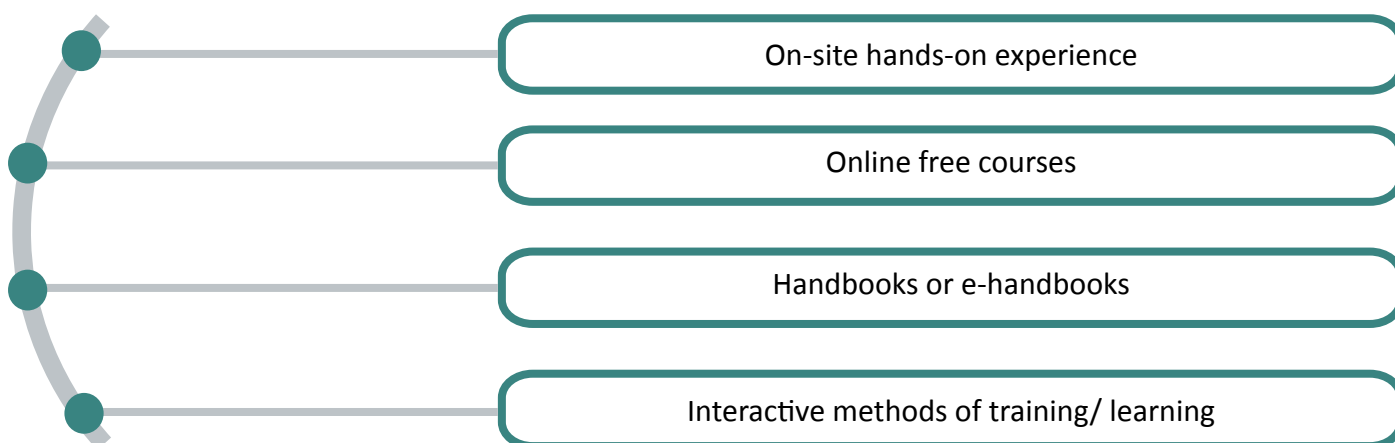 On-site hands-on experience
Online free courses
Handbooks or e-handbooks
Interactive methods of training/ learning